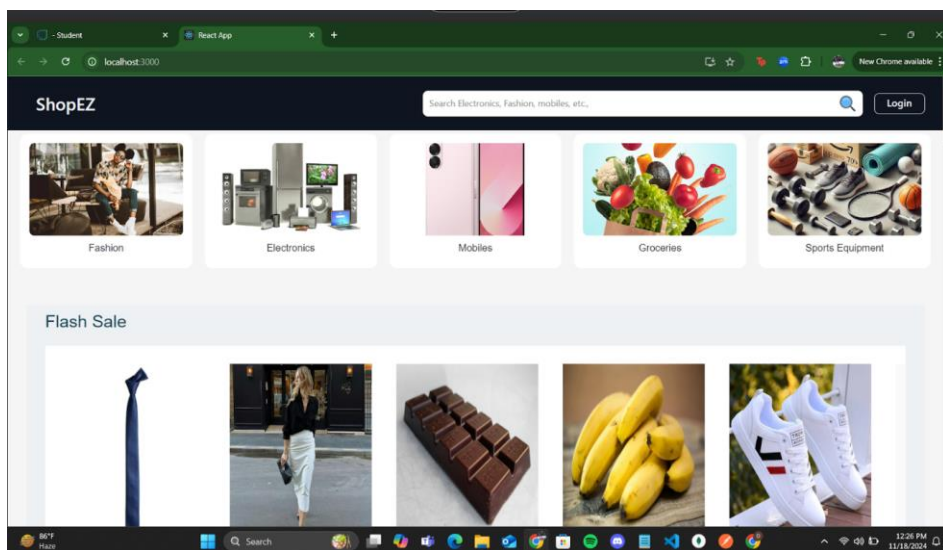 - Student
React App
localhost:3000
New Chrome available
ShopEZ
Search Electronics, Fashion, mobiles, etc.,
Login
Fashion
Electronics
Mobiles
Groceries
Sports Equipment
Flash Sale
86°F
Haze
Search
12:26 PM
11/18/2024